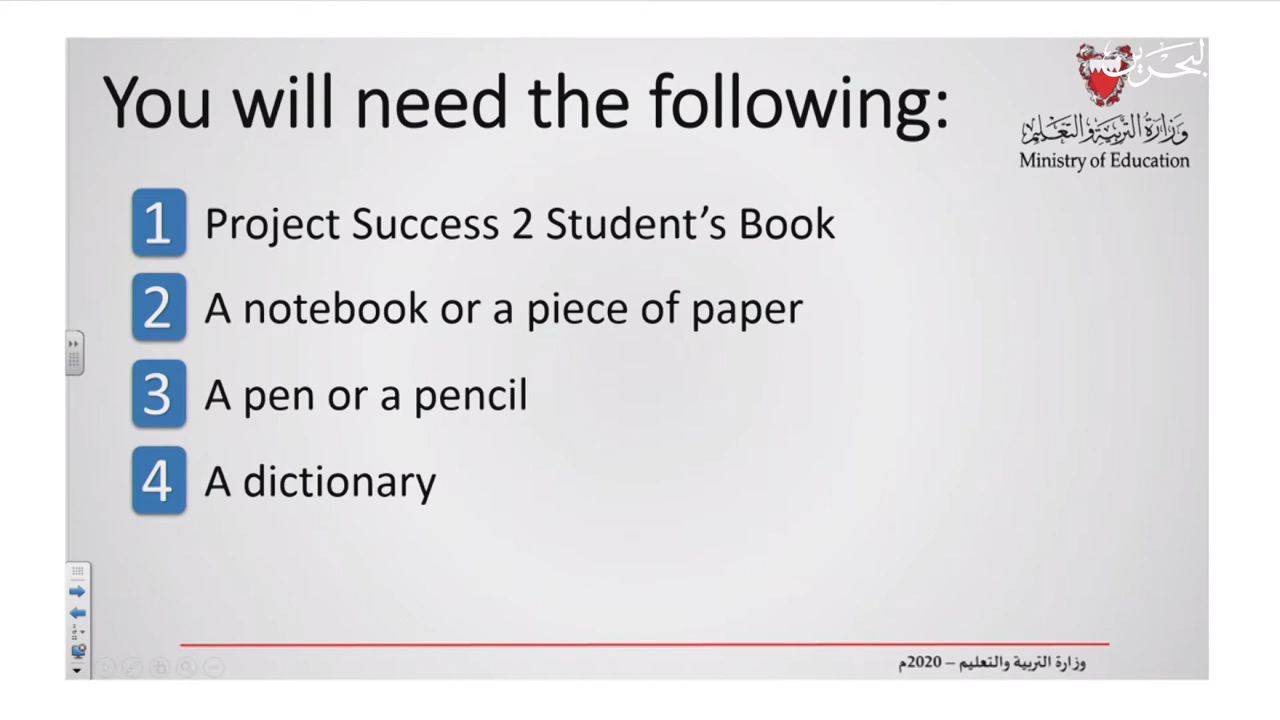 You will need the following:
البحرين
وزارة التربية والتعليم
Ministry of Education
1 Project Success 2 Student's Book
2 A notebook or a piece of paper
3 A pen or a pencil
4 A dictionary
وزارة التربية والتعليم – 2020م